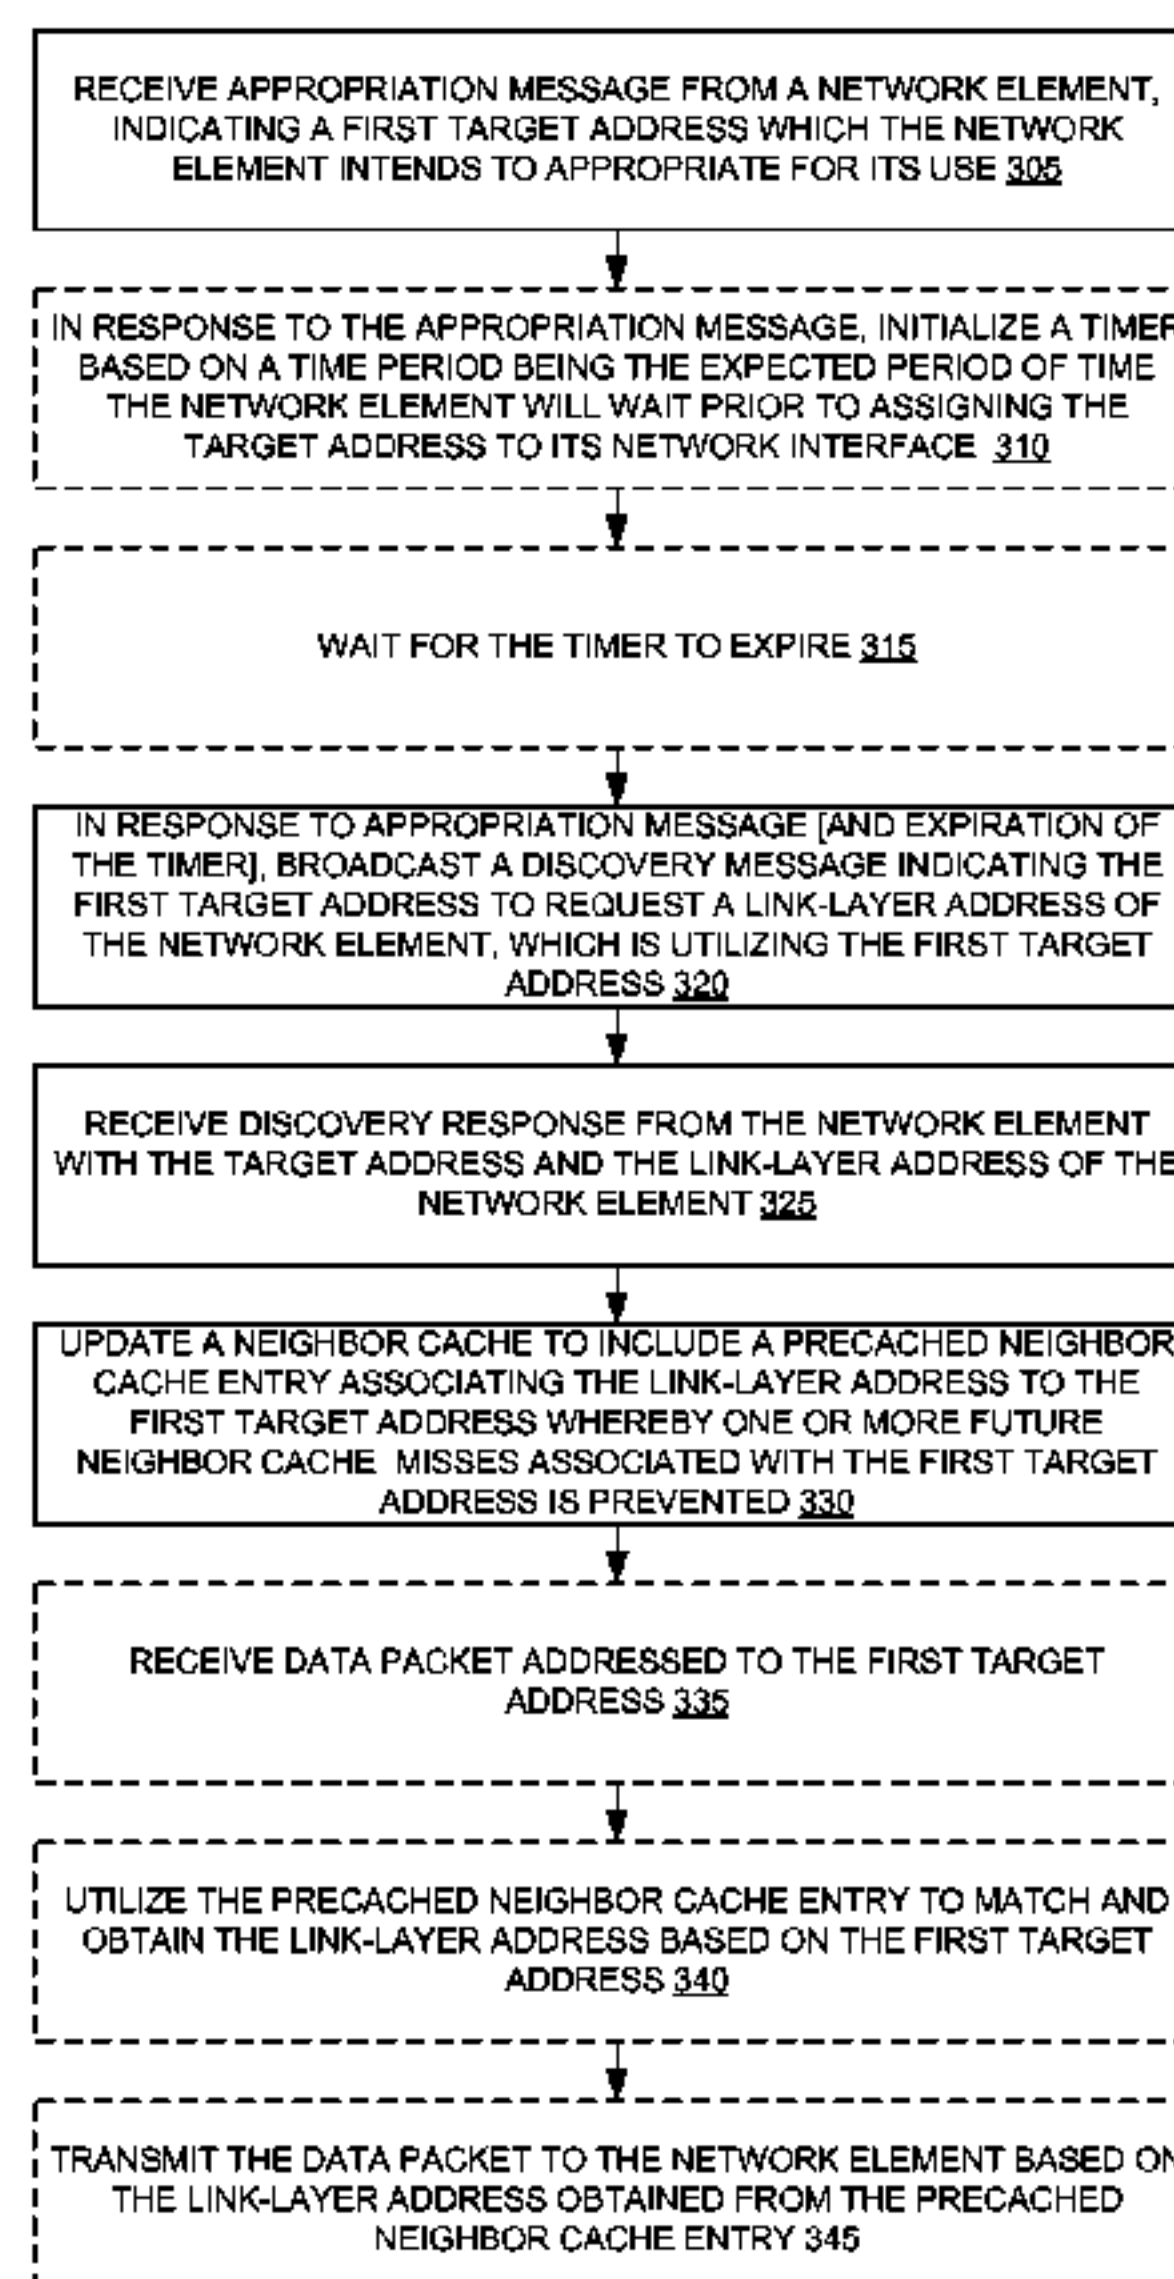 RECEIVE APPROPRIATION MESSAGE FROM A NETWORK ELEMENT,
INDICATING A FIRST TARGET ADDRESS WHICH THE NETWORK
ELEMENT INTENDS TO APPROPRIATE FOR ITS USE 305
IN RESPONSE TO THE APPROPRIATION MESSAGE, INITIALIZE A TIMER
BASED ON A TIME PERIOD BEING THE EXPECTED PERIOD OF TIME
THE NETWORK ELEMENT WILL WAIT PRIOR TO ASSIGNING THE
TARGET ADDRESS TO ITS NETWORK INTERFACE 310
WAIT FOR THE TIMER TO EXPIRE 315
IN RESPONSE TO APPROPRIATION MESSAGE [AND EXPIRATION OF
THE TIMER], BROADCAST A DISCOVERY MESSAGE INDICATING THE
FIRST TARGET ADDRESS TO REQUEST A LINK-LAYER ADDRESS OF
THE NETWORK ELEMENT, WHICH IS UTILIZING THE FIRST TARGET
ADDRESS 320
RECEIVE DISCOVERY RESPONSE FROM THE NETWORK ELEMENT
WITH THE TARGET ADDRESS AND THE LINK-LAYER ADDRESS OF THE
NETWORK ELEMENT 325
UPDATE A NEIGHBOR CACHE TO INCLUDE A PRECACHED NEIGHBOR
CACHE ENTRY ASSOCIATING THE LINK-LAYER ADDRESS TO THE
FIRST TARGET ADDRESS WHEREBY ONE OR MORE FUTURE
NEIGHBOR CACHE MISSES ASSOCIATED WITH THE FIRST TARGET
ADDRESS IS PREVENTED 330
RECEIVE DATA PACKET ADDRESSED TO THE FIRST TARGET
ADDRESS 335
UTILIZE THE PRECACHED NEIGHBOR CACHE ENTRY TO MATCH AND
OBTAIN THE LINK-LAYER ADDRESS BASED ON THE FIRST TARGET
ADDRESS 340
TRANSMIT THE DATA PACKET TO THE NETWORK ELEMENT BASED ON
THE LINK-LAYER ADDRESS OBTAINED FROM THE PRECACHED
NEIGHBOR CACHE ENTRY 345